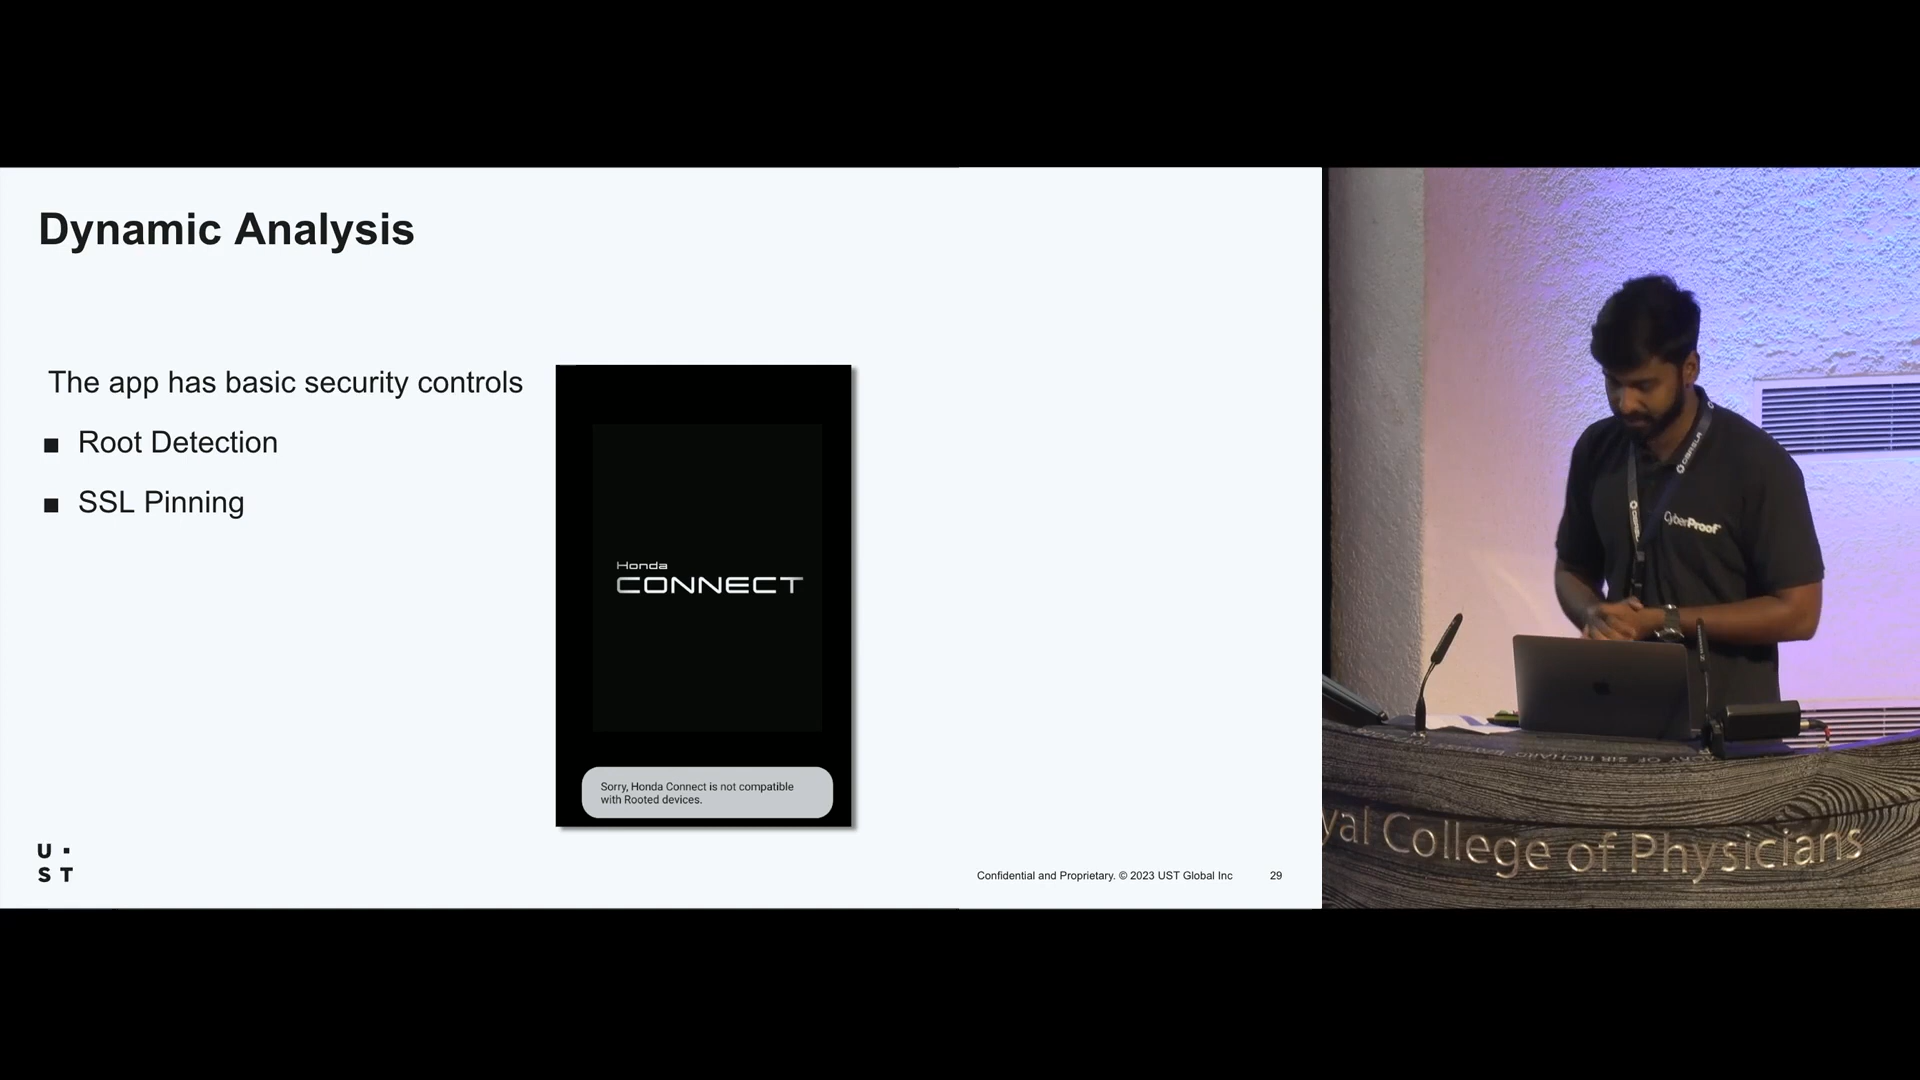 Dynamic Analysis
The app has basic security controls
■ Root Detection
■ SSL Pinning
Honda
CONNECT
Sorry, Honda Connect is not compatible
with Rooted devices.
U
S T
Confidential and Proprietary. © 2023 UST Global Inc
29
CyberProof
yal College of Physicians